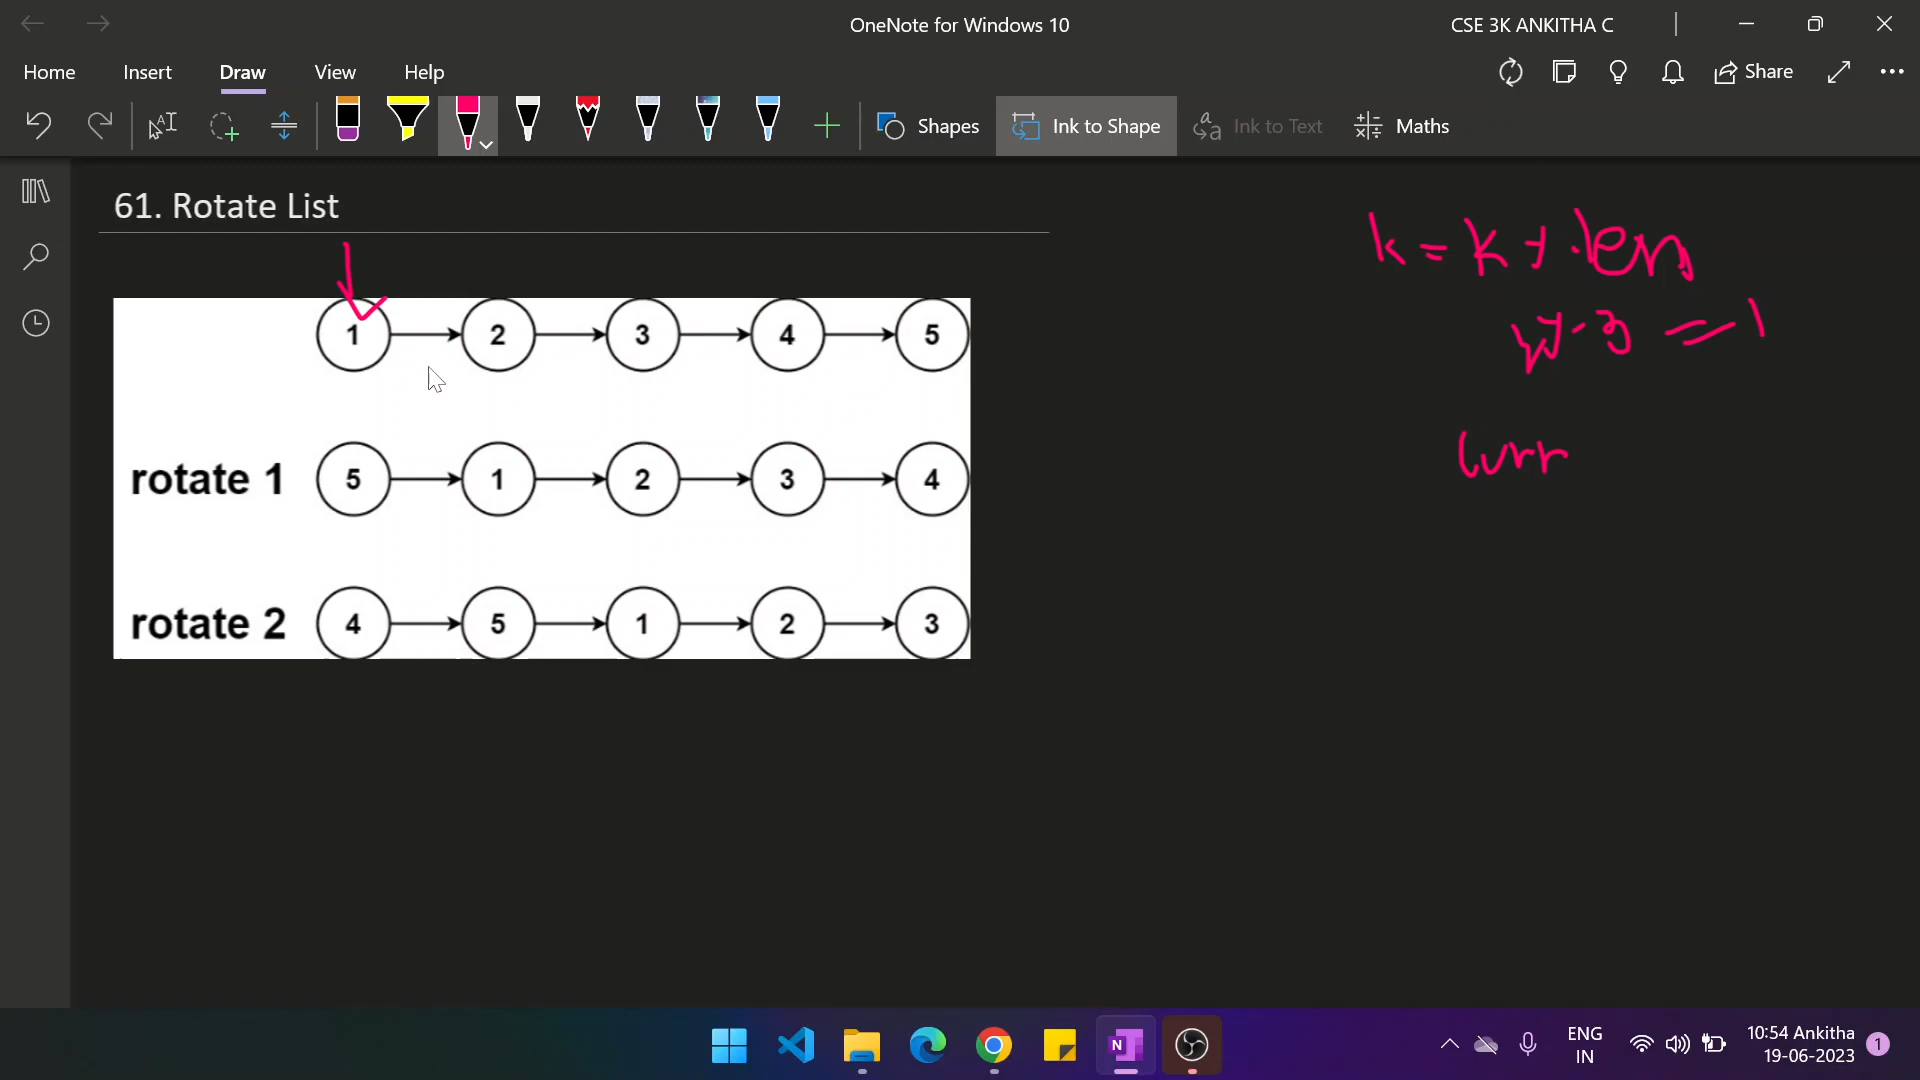 OneNote for Windows 10
CSE 3K ANKITHA C
Home Insert Draw View Help
Share
Shapes
Ink to Shape
Ink to Text
Maths
61. Rotate List
1 2 3 4 5
rotate 1 5 1 2 3 4
rotate 2 4 5 1 2 3
k = k % len
= 1
curr
ENG
IN
10:54 Ankitha
19-06-2023
1